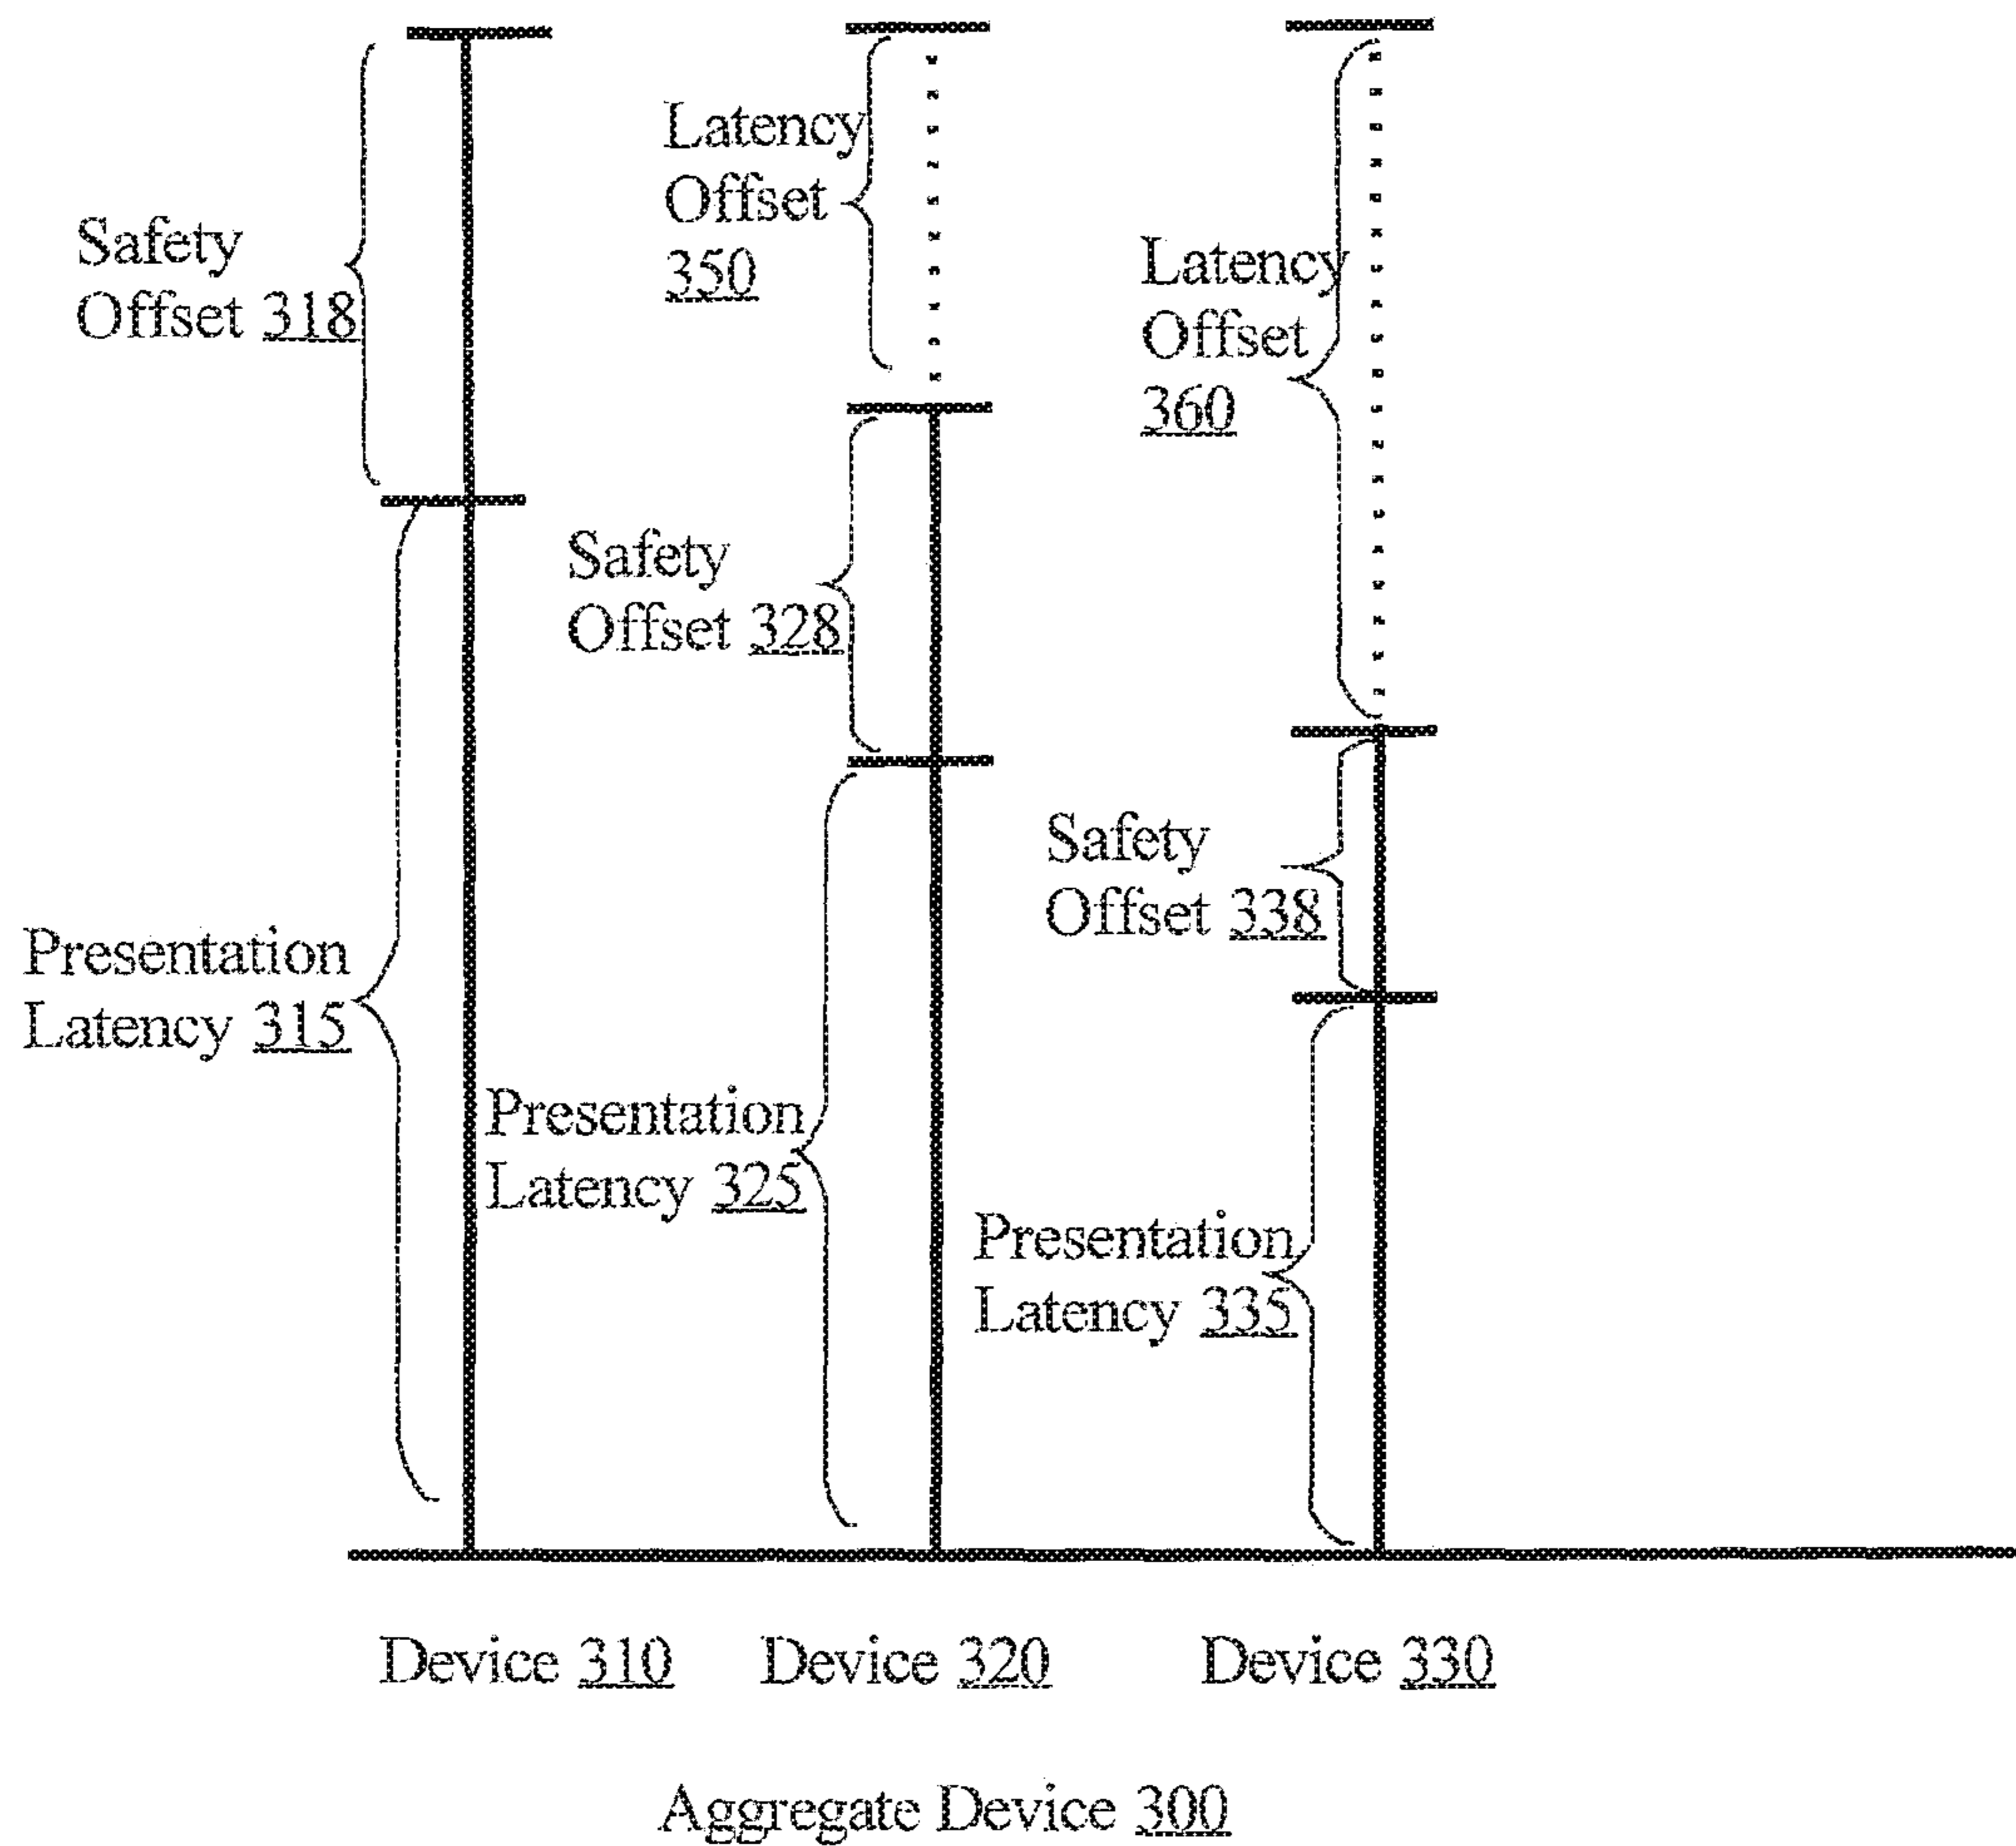 Safety
Offset 318
Presentation
Latency 315
Latency
Offset
350
Safety
Offset 328
Presentation
Latency 325
Latency
Offset
360
Safety
Offset 338
Presentation
Latency 335
Device 310
Device 320
Device 330
Aggregate Device 300